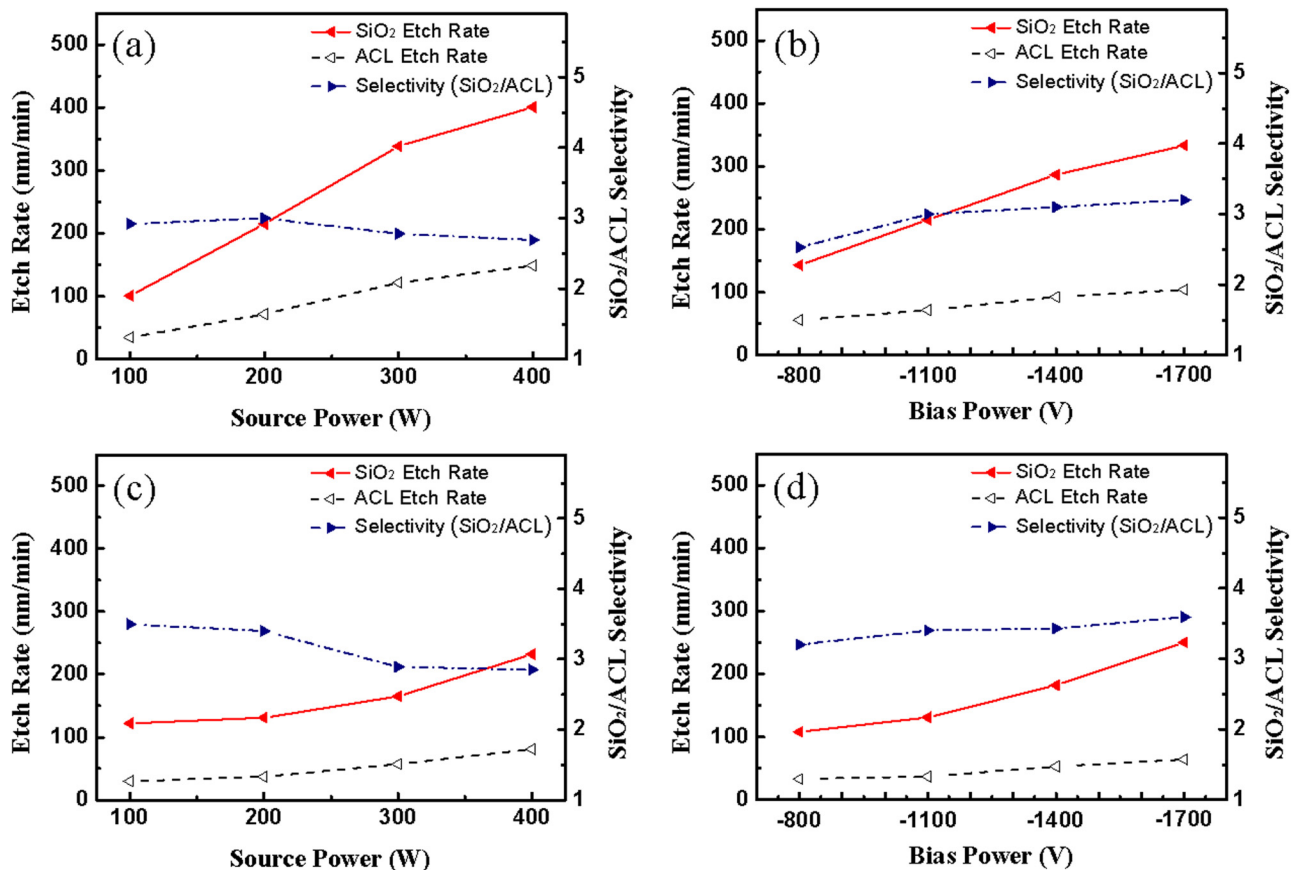 (a)
SiO₂ Etch Rate
ACL Etch Rate
Selectivity (SiO₂/ACL)
Etch Rate (nm/min)
500
400
300
200
100
0
5
4
3
2
1
SiO₂/ACL Selectivity
100 200 300 400
Source Power (W)
(b)
SiO₂ Etch Rate
ACL Etch Rate
Selectivity (SiO₂/ACL)
Etch Rate (nm/min)
500
400
300
200
100
0
5
4
3
2
1
SiO₂/ACL Selectivity
-800 -1100 -1400 -1700
Bias Power (V)
(c)
SiO₂ Etch Rate
ACL Etch Rate
Selectivity (SiO₂/ACL)
Etch Rate (nm/min)
500
400
300
200
100
0
5
4
3
2
1
SiO₂/ACL Selectivity
100 200 300 400
Source Power (W)
(d)
SiO₂ Etch Rate
ACL Etch Rate
Selectivity (SiO₂/ACL)
Etch Rate (nm/min)
500
400
300
200
100
0
5
4
3
2
1
SiO₂/ACL Selectivity
-800 -1100 -1400 -1700
Bias Power (V)